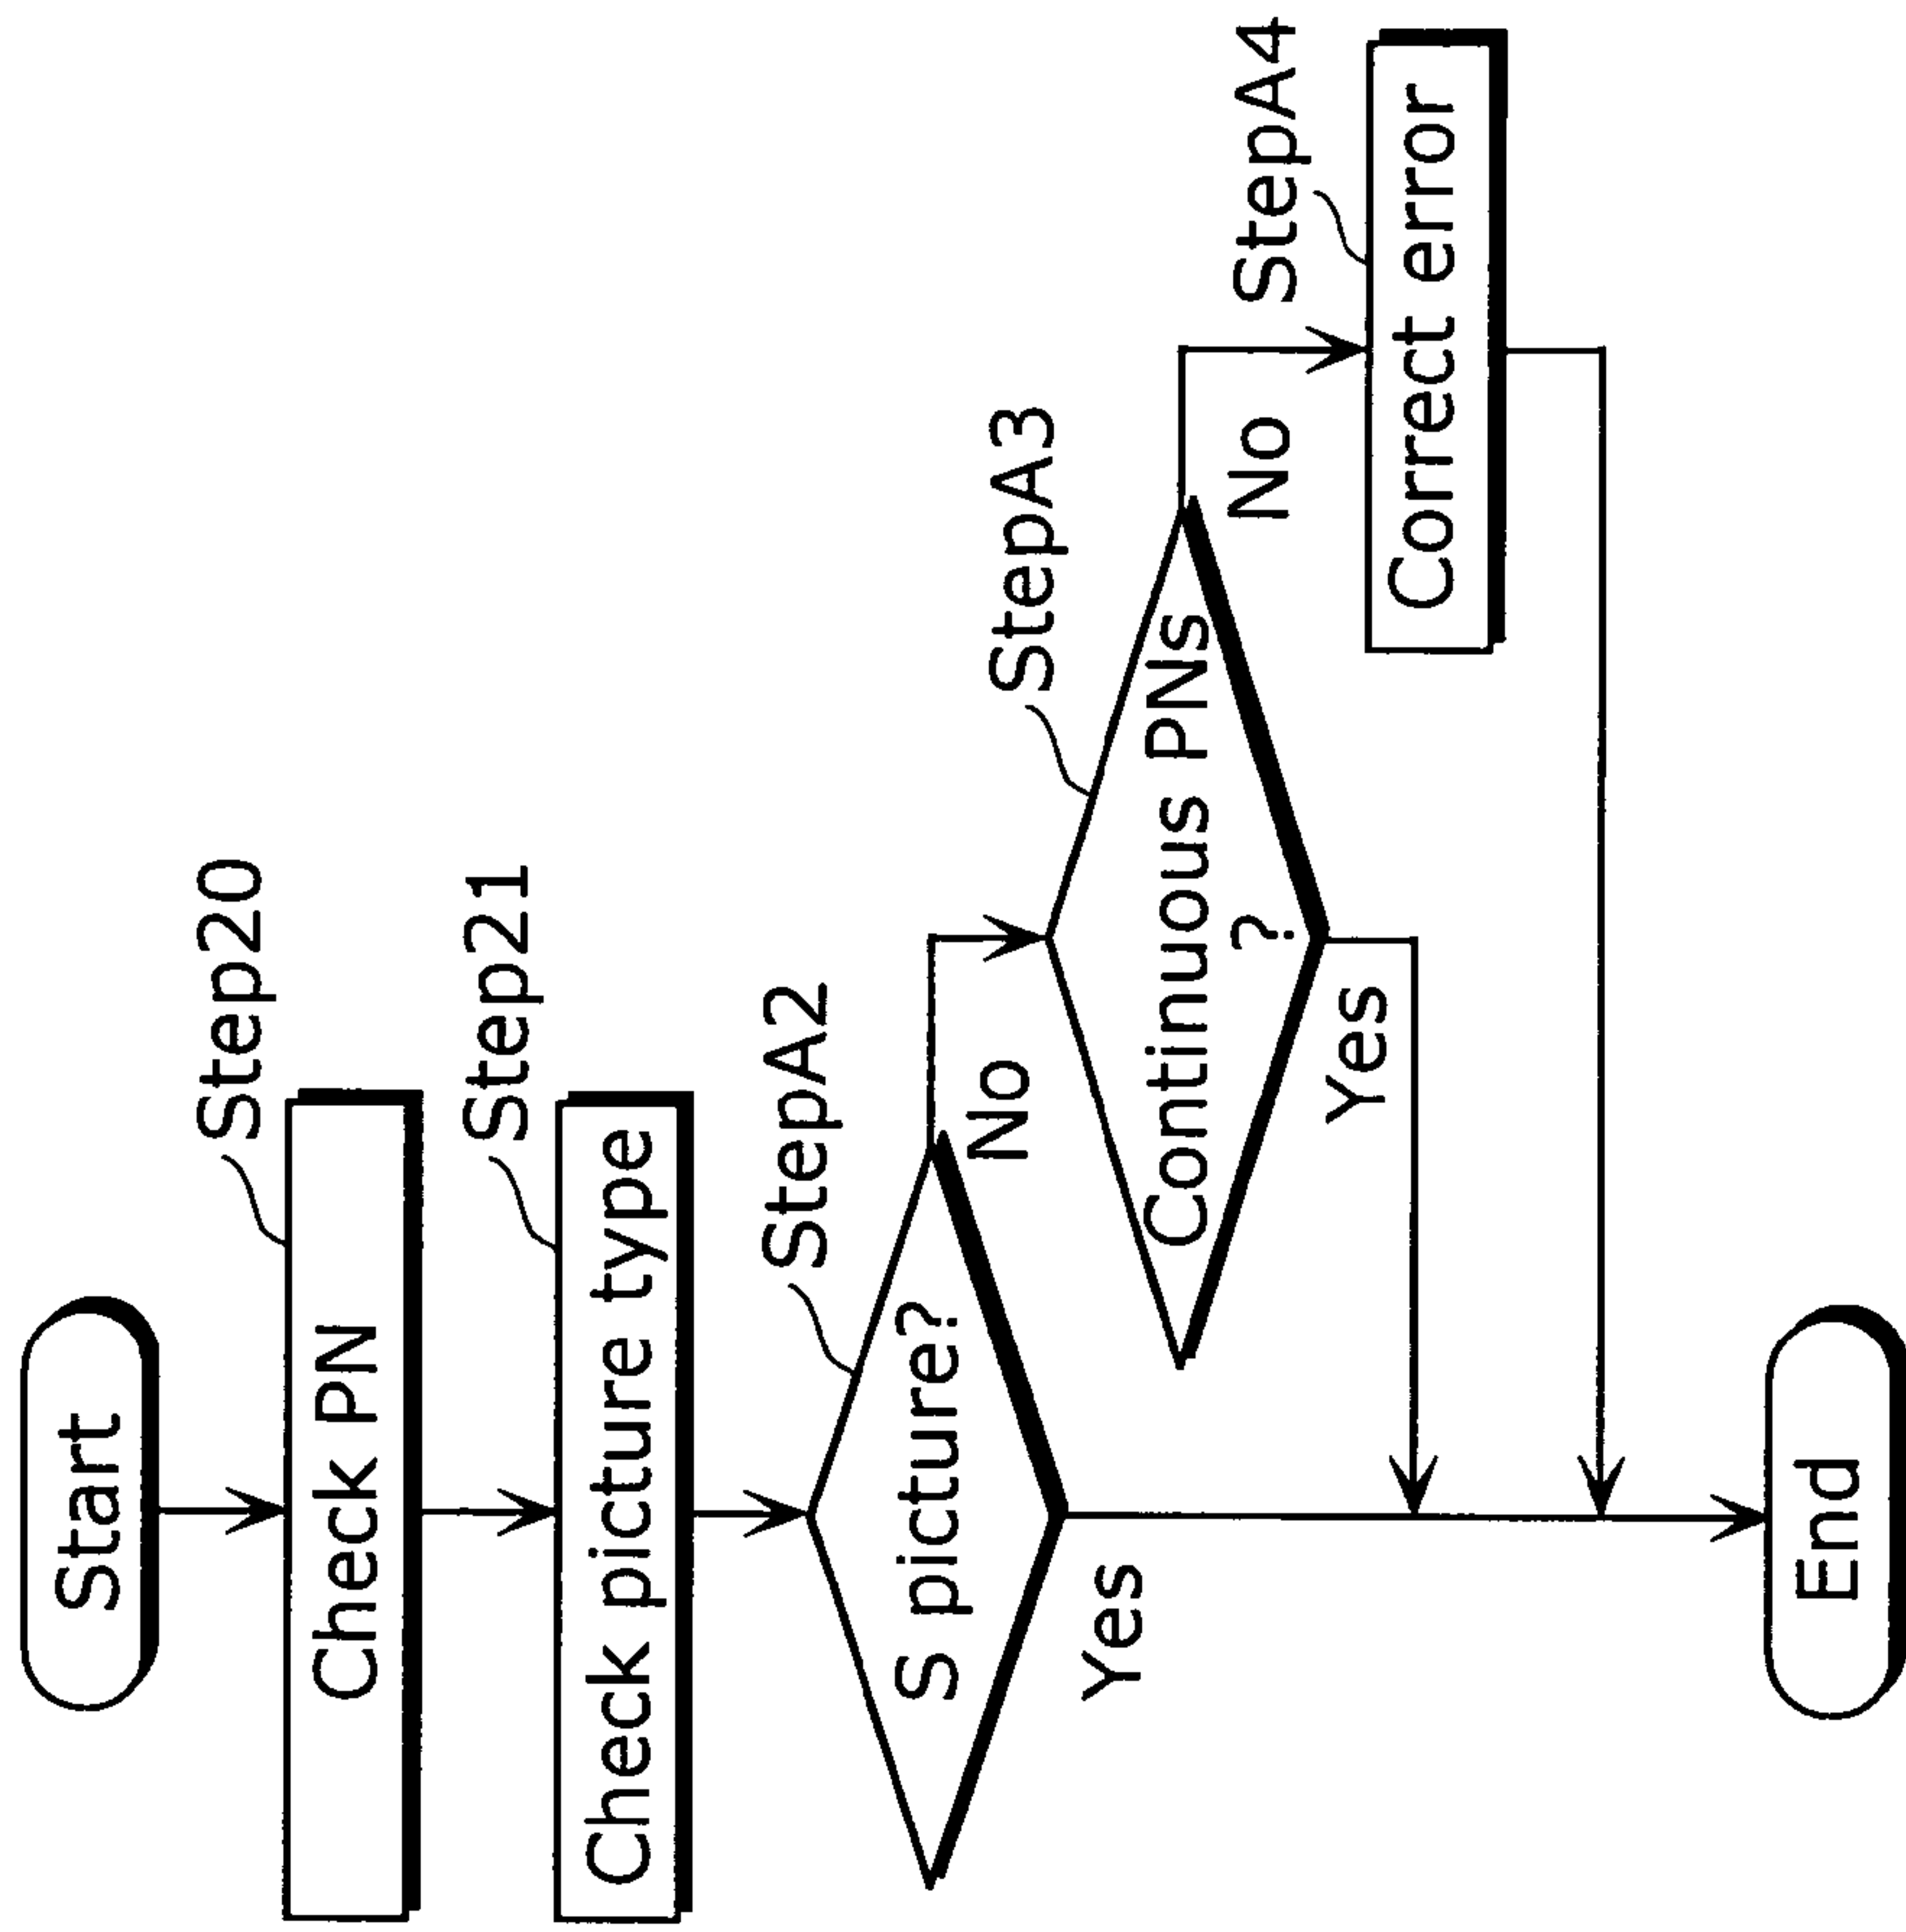 Start
Step20
Check PN
Step21
Check picture type
StepA2
S picture?
No
Yes
StepA3
Continuous PNs
?
No
Yes
StepA4
Correct error
End